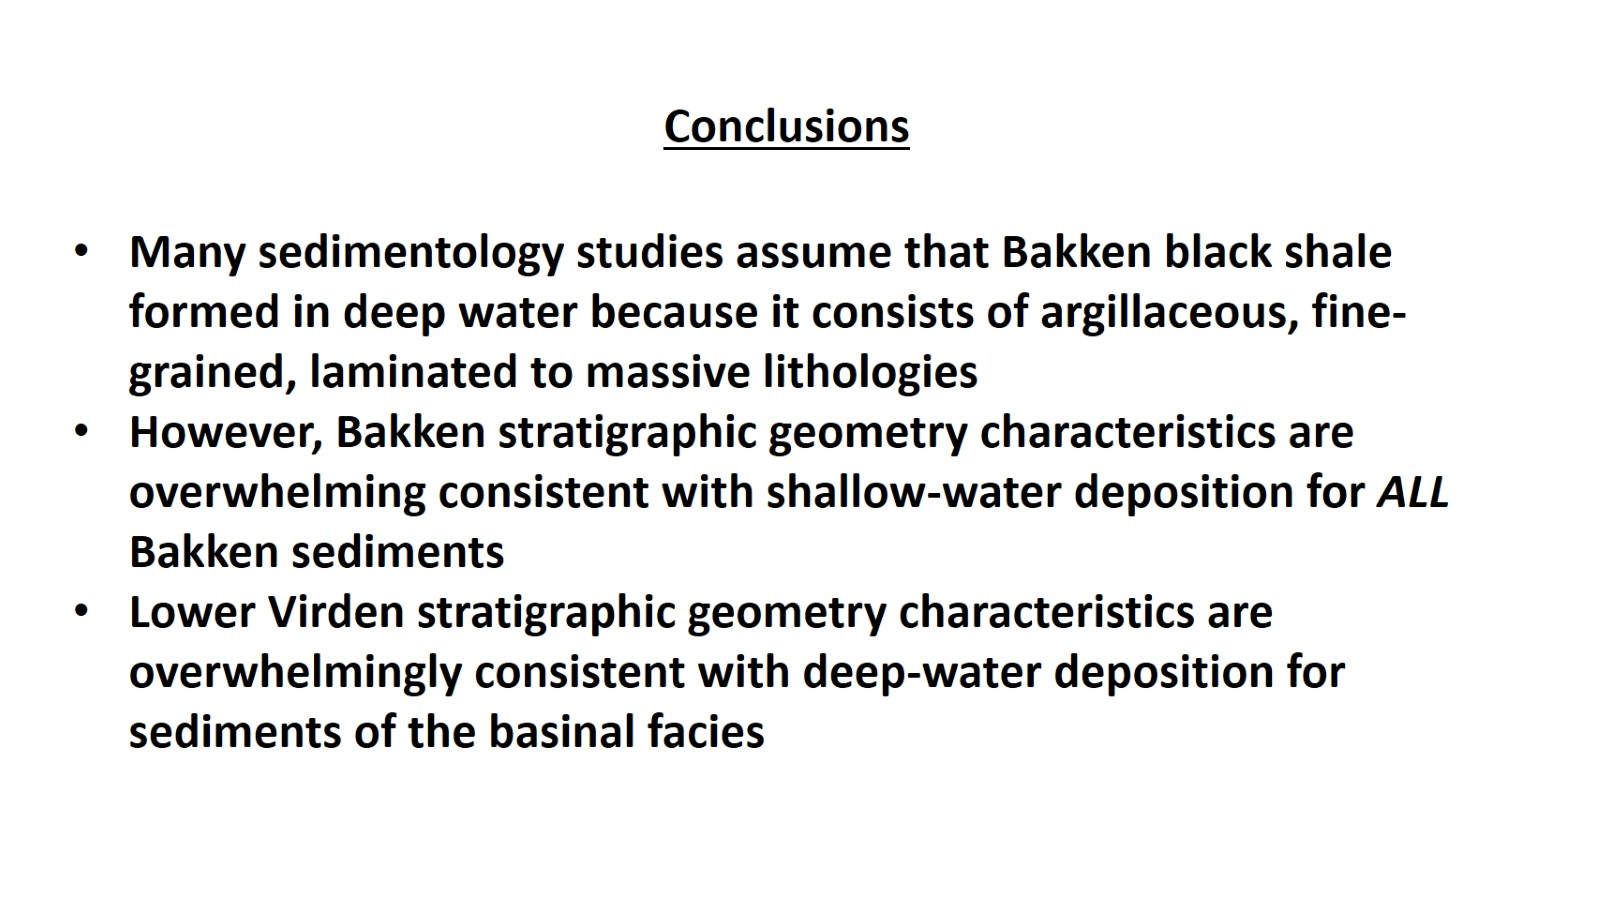 Conclusions
• Many sedimentology studies assume that Bakken black shale
formed in deep water because it consists of argillaceous, fine-
grained, laminated to massive lithologies
• However, Bakken stratigraphic geometry characteristics are
overwhelming consistent with shallow-water deposition for ALL
Bakken sediments
• Lower Virden stratigraphic geometry characteristics are
overwhelmingly consistent with deep-water deposition for
sediments of the basinal facies